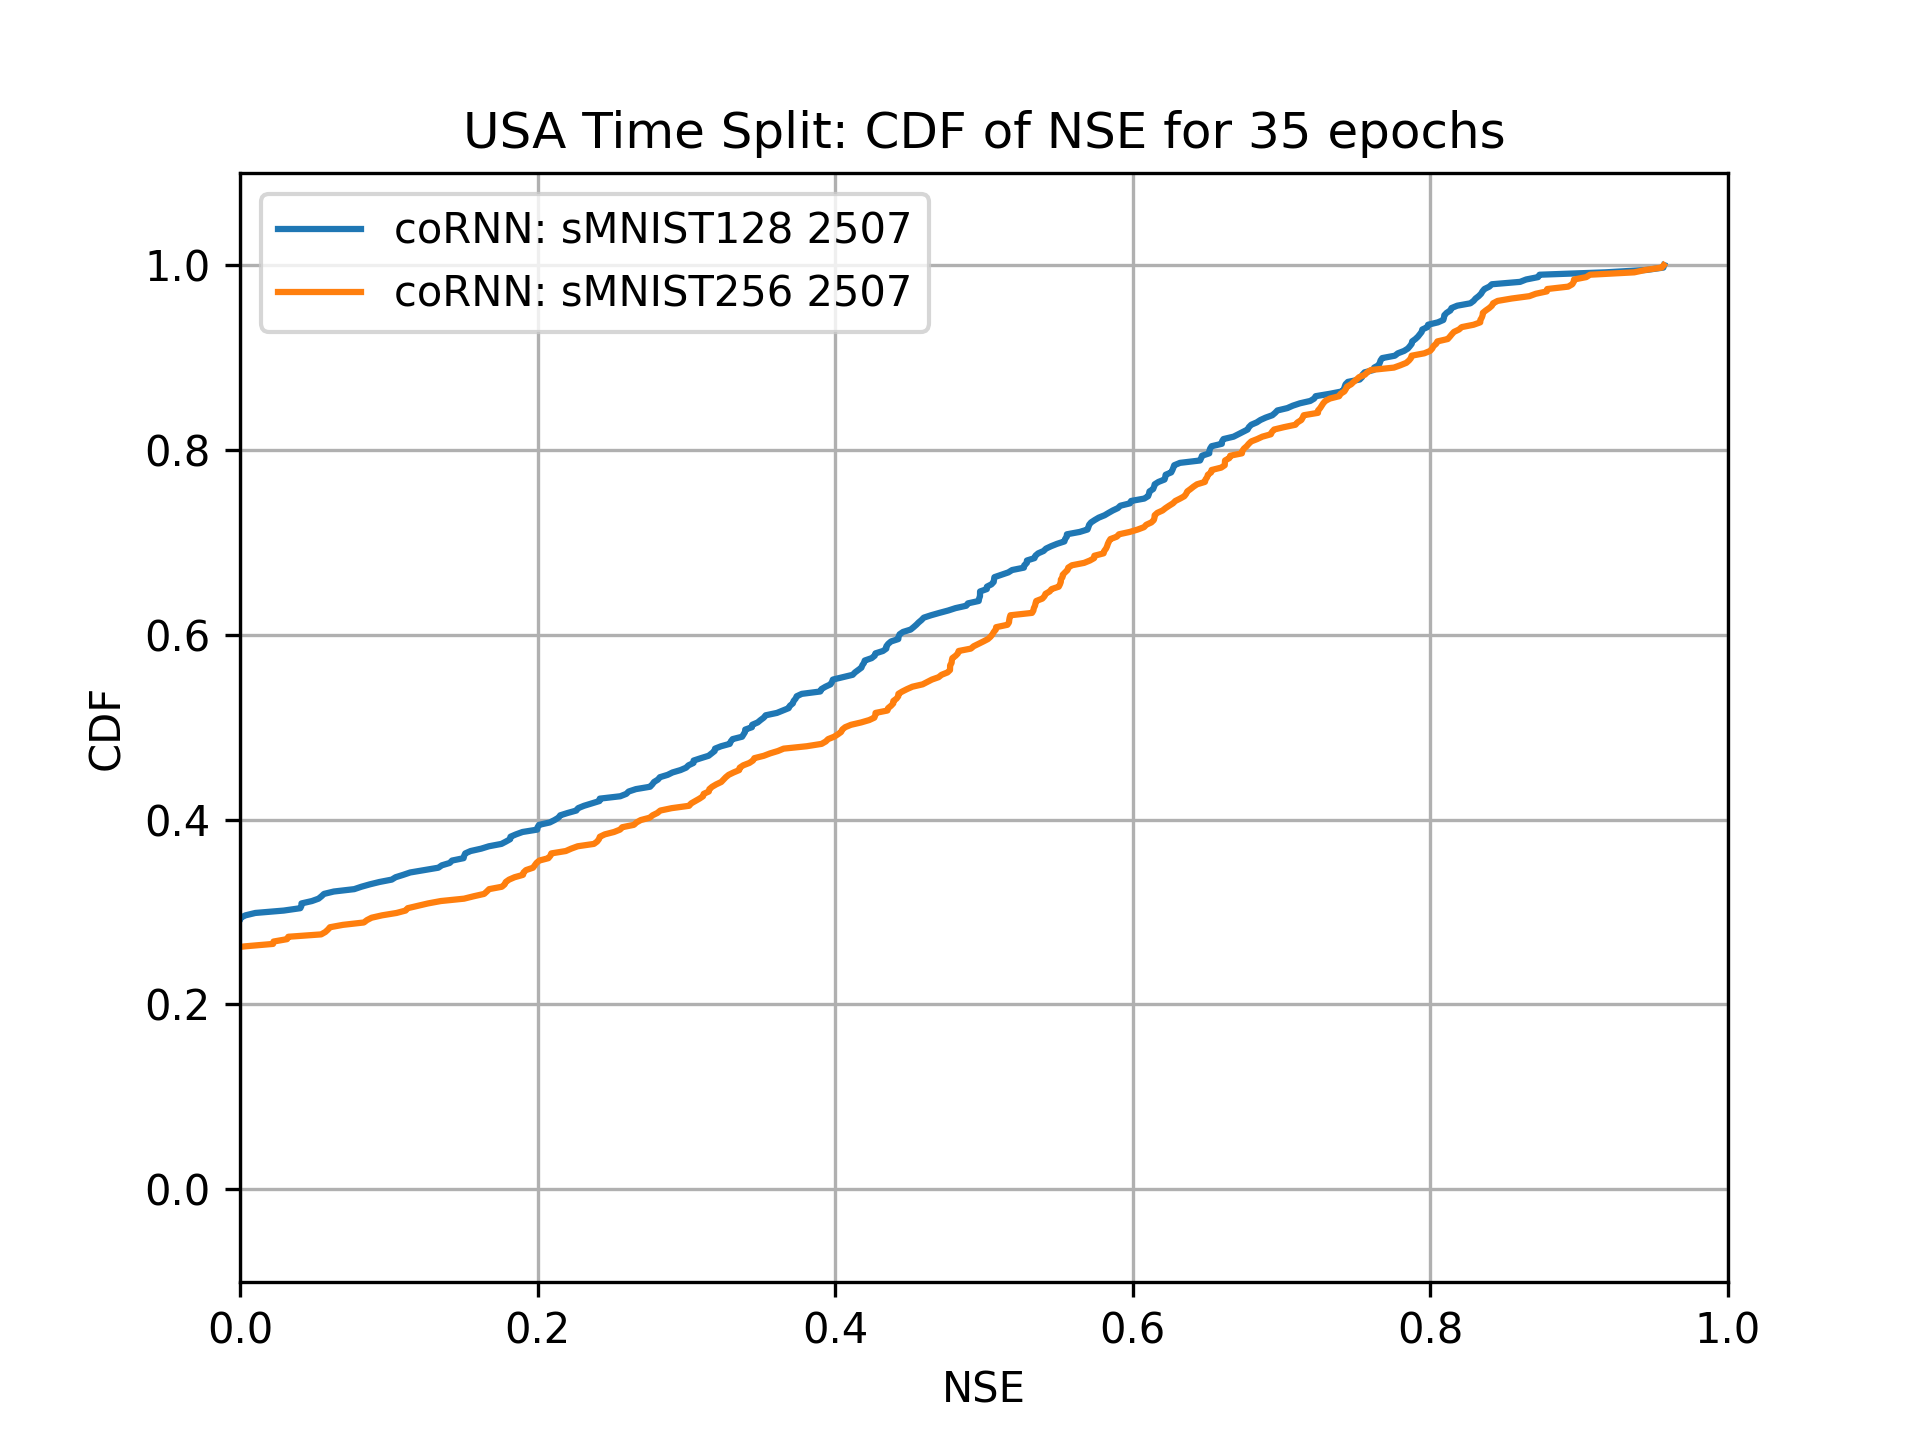 USA Time Split: CDF of NSE for 35 epochs
coRNN: sMNIST128 2507
coRNN: sMNIST256 2507
1.0
0.8
0.6
0.4
0.2
0.0
CDF
0.0 0.2 0.4 0.6 0.8 1.0
NSE